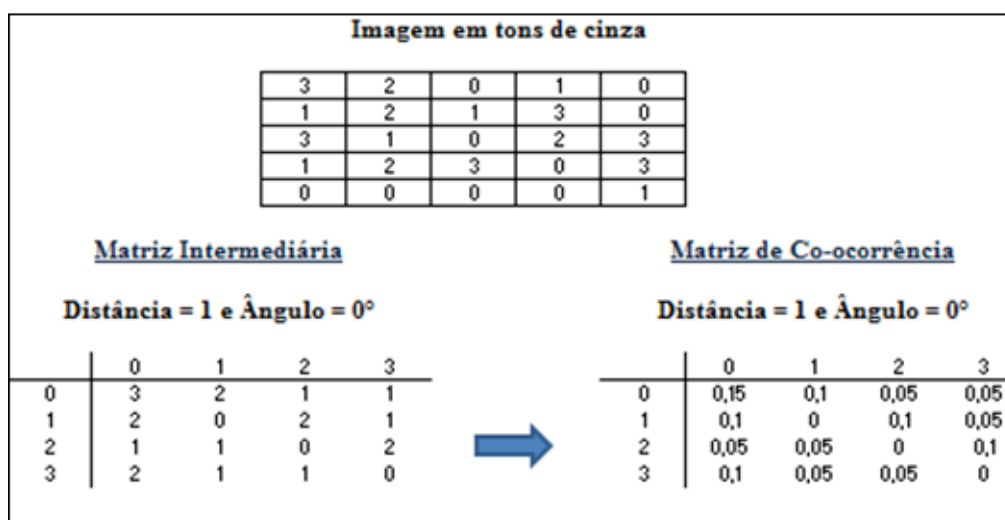 Imagem em tons de cinza
3 2 0 1 0
1 2 1 3 0
3 1 0 2 3
1 2 3 0 3
0 0 0 0 1
Matriz Intermediária
Distância = 1 e Ângulo = 0°
0 1 2 3
0 3 2 1 1
1 2 0 2 1
2 1 1 0 2
3 2 1 1 0
Matriz de Co-ocorrência
Distância = 1 e Ângulo = 0°
0 1 2 3
0 0,15 0,1 0,05 0,05
1 0,1 0 0,1 0,05
2 0,05 0,05 0 0,1
3 0,1 0,05 0,05 0